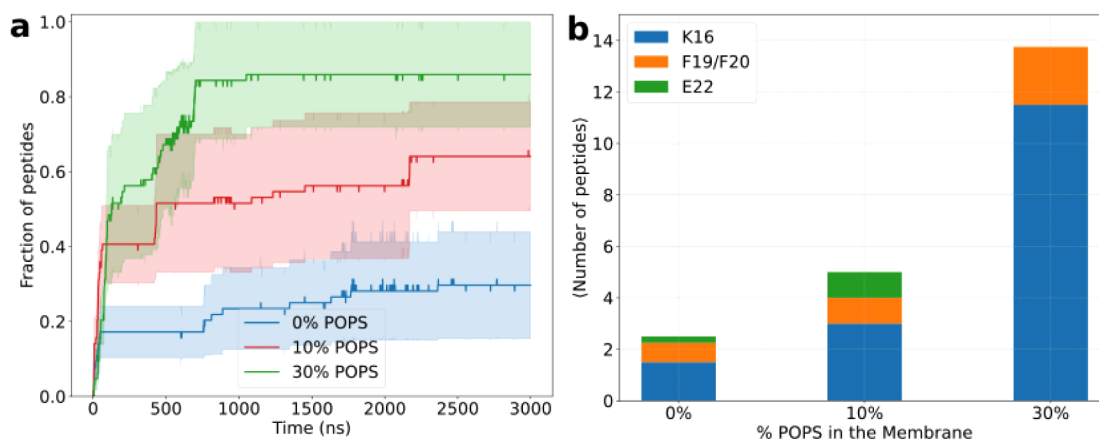 a
Fraction of peptides
1.0
0.8
0.6
0.4
0.2
0.0
0% POPS
10% POPS
30% POPS
0 500 1000 1500 2000 2500 3000
Time (ns)
b
⟨Number of peptides⟩
14
12
10
8
6
4
2
0
K16
F19/F20
E22
0% 10% 30%
% POPS in the Membrane